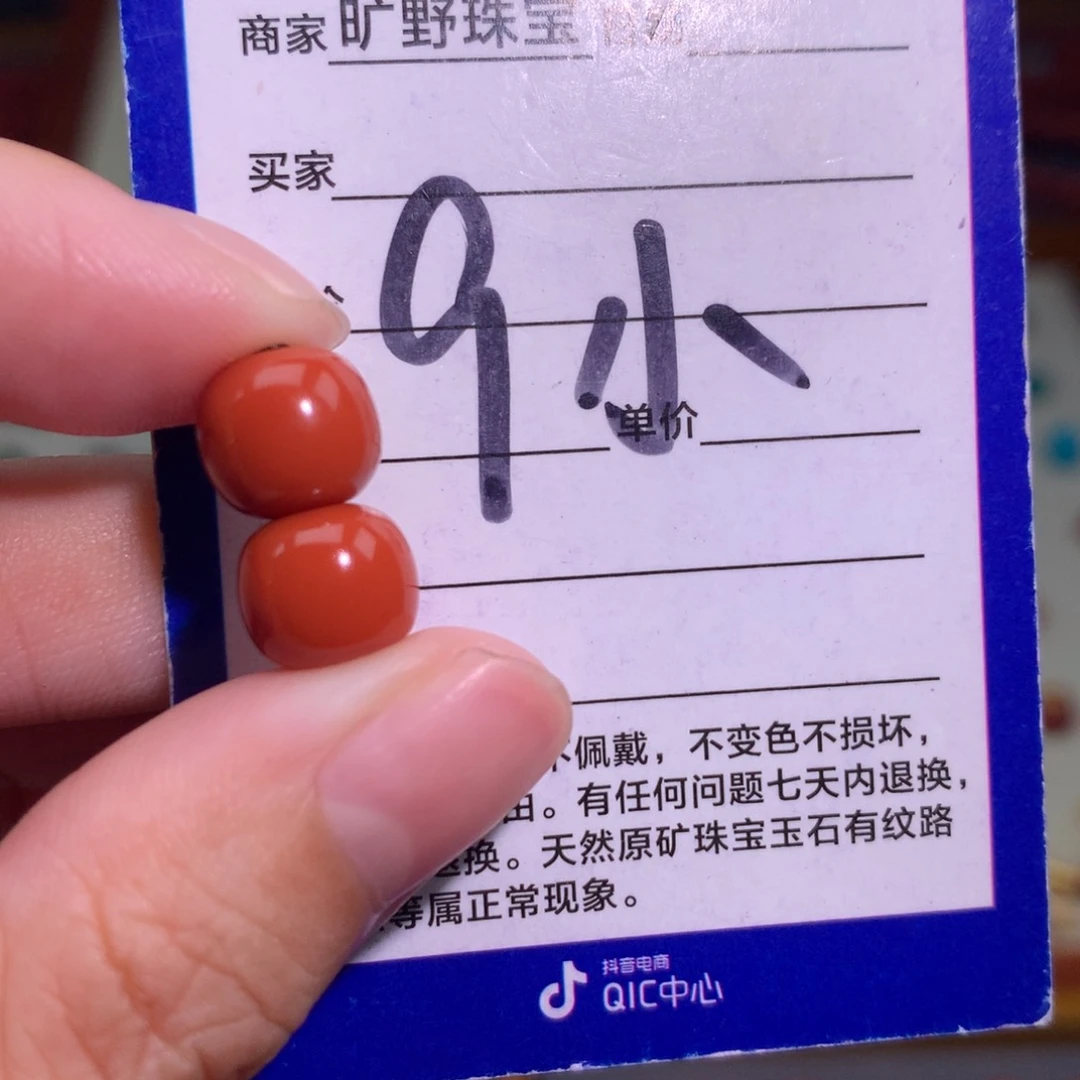 商家 旷野珠宝
买家
9小
单价
不佩戴，不变色不损坏，
由。有任何问题七天内退换，
退换。天然原矿珠宝玉石有纹路
等属正常现象。
抖音电商
QIC中心